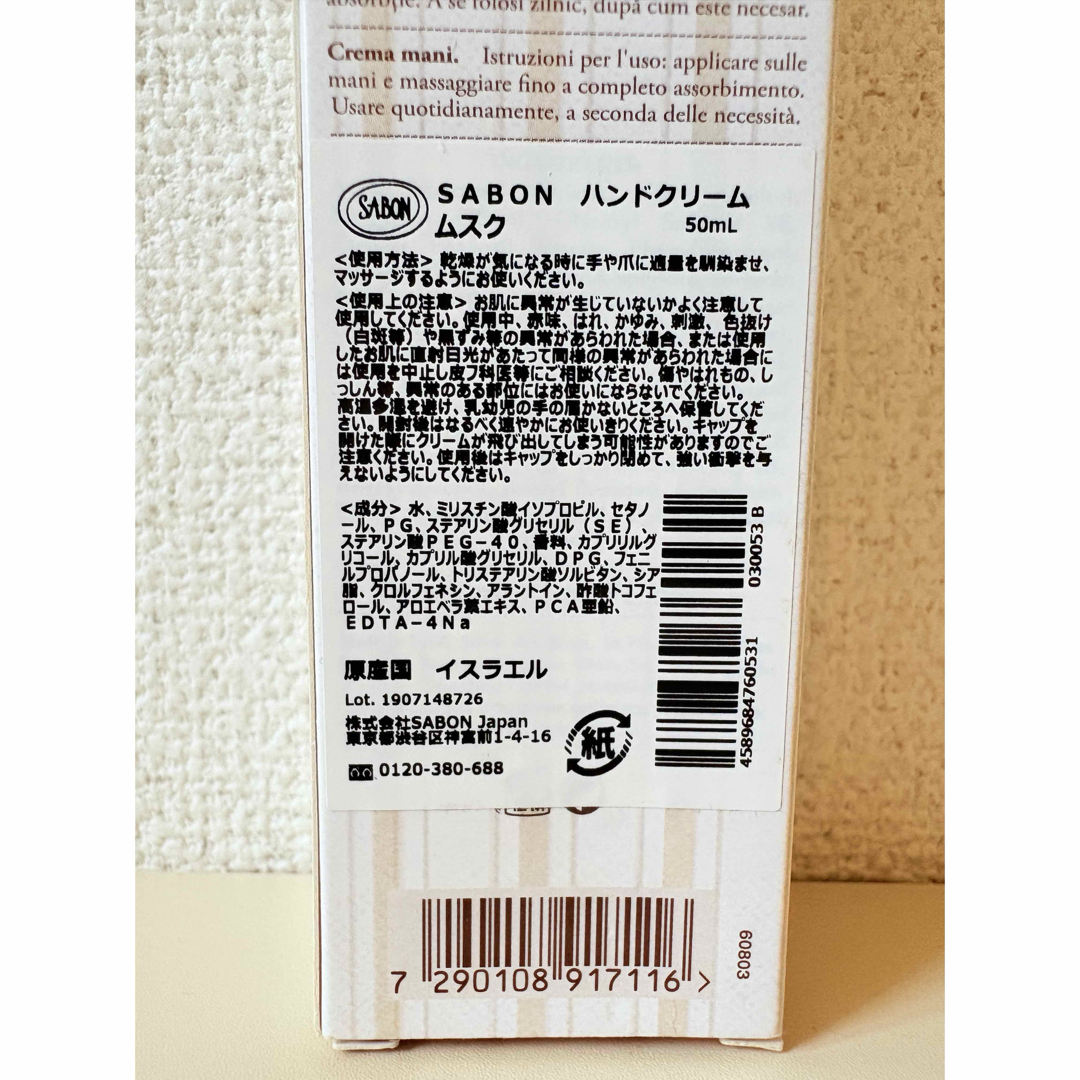 absorbție. A se folosi zilnic, după cum este necesar.
Crema mani. Istruzioni per l'uso: applicare sulle
mani e massaggiare fino a completo assorbimento.
Usare quotidianamente, a seconda delle necessità.
SABON
SABON ハンドクリーム
ムスク 50mL
<使用方法> 乾燥が気になる時に手や爪に適量を馴染ませ、
マッサージするようにお使いください。
<使用上の注意> お肌に異常が生じていないかよく注意して
使用してください。使用中、赤味、はれ、かゆみ、刺激、色抜け
(白斑等)や黒ずみ等の異常があらわれた場合、または使用
したお肌に直射日光があたって同様の異常があらわれた場合に
は使用を中止し皮フ科医等にご相談ください。傷やはれもの、し
っしん等、異常のある部位にはお使いにならないでください。
高温多湿を避け、乳幼児の手の届かないところへ保管してくだ
さい。開封後はなるべく速やかにお使いきりください。キャップを
開けた際にクリームが飛び出してしまう可能性がありますのでご
注意ください。使用後はキャップをしっかり閉めて、強い衝撃を与
えないようにしてください。
<成分> 水、ミリスチン酸イソプロピル、セタノ
ール、PG、ステアリン酸グリセリル(SE)、
ステアリン酸PEG-40、香料、カプリリルグ
リコール、カプリル酸グリセリル、DPG、フェニ
ルプロパノール、トリステアリン酸ソルビタン、シア
脂、クロルフェネシン、アラントイン、酢酸トコフェ
ロール、アロエベラ葉エキス、PCA亜鉛、
EDTA-4Na
原産国 イスラエル
Lot. 1907148726
株式会社SABON Japan
東京都渋谷区神宮前1-4-16
0120-380-688
紙
030053 B
4589684760531
7 290108 917116 >
60803